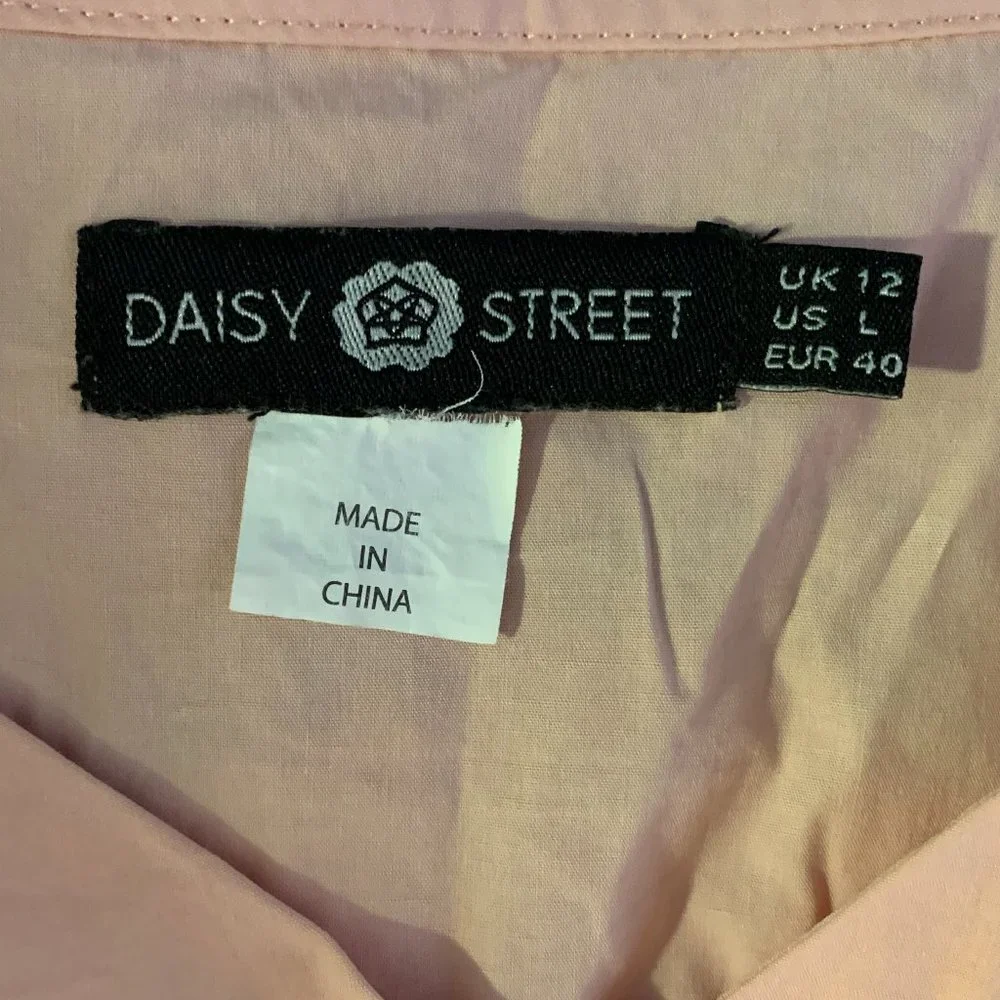 DAISY STREET
UK 12
US L
EUR 40
MADE
IN
CHINA